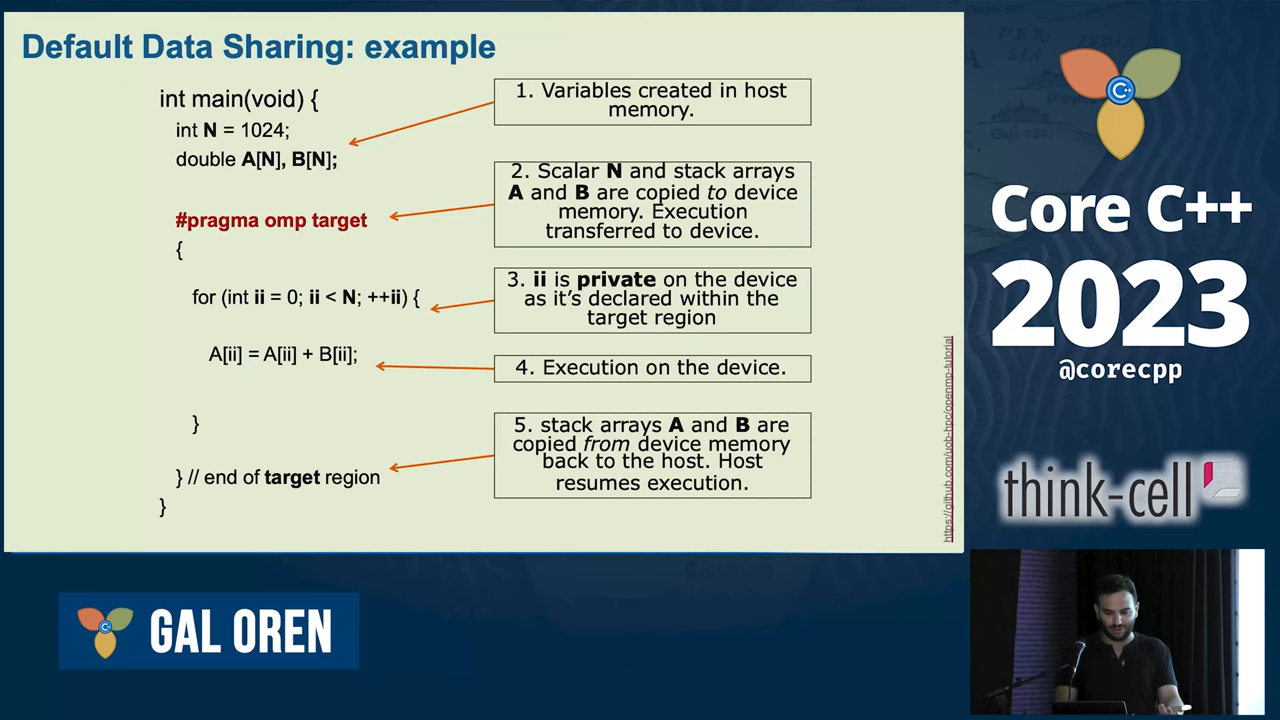 Default Data Sharing: example
int main(void) {
int N = 1024;
double A[N], B[N];
#pragma omp target
{
for (int ii = 0; ii < N; ++ii) {
A[ii] = A[ii] + B[ii];
}
} // end of target region
}
1. Variables created in host
memory.
2. Scalar N and stack arrays
A and B are copied to device
memory. Execution
transferred to device.
3. ii is private on the device
as it’s declared within the
target region
4. Execution on the device.
5. stack arrays A and B are
copied from device memory
back to the host. Host
resumes execution.
https://github.com/uob-hpc/openmp-tutorial
C++
Core C++
2023
@corecpp
think-cell
C++
GAL OREN